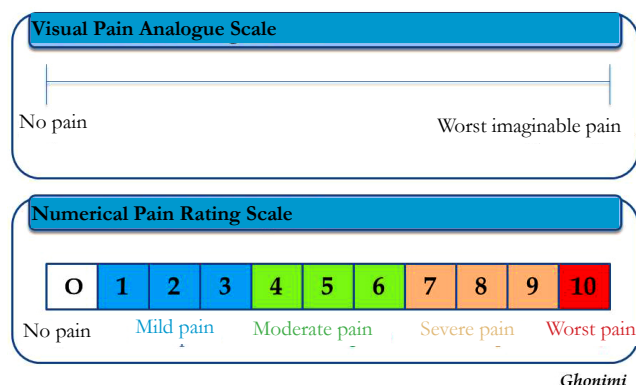 Visual Pain Analogue Scale
No pain Worst imaginable pain
Numerical Pain Rating Scale
O 1 2 3 4 5 6 7 8 9 10
No pain Mild pain Moderate pain Severe pain Worst pain
Ghonimi